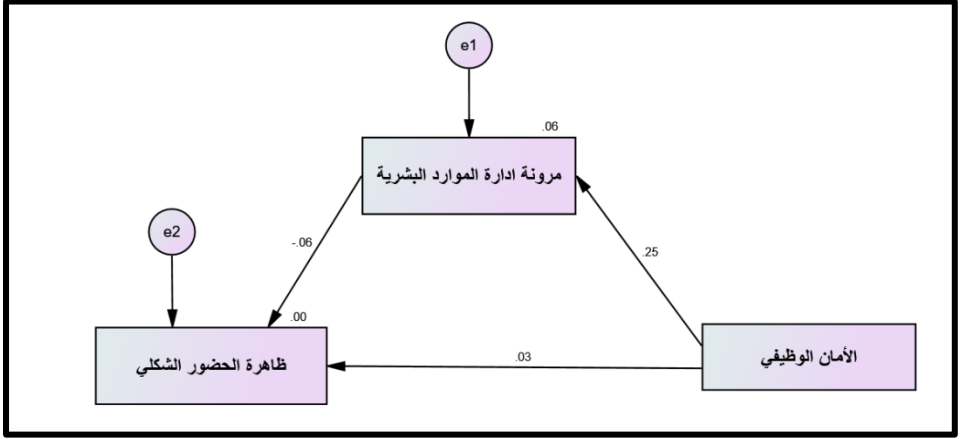 e1
.06
مرونة ادارة الموارد البشرية
e2
-.06
.25
.00
ظاهرة الحضور الشكلي
.03
الأمان الوظيفي